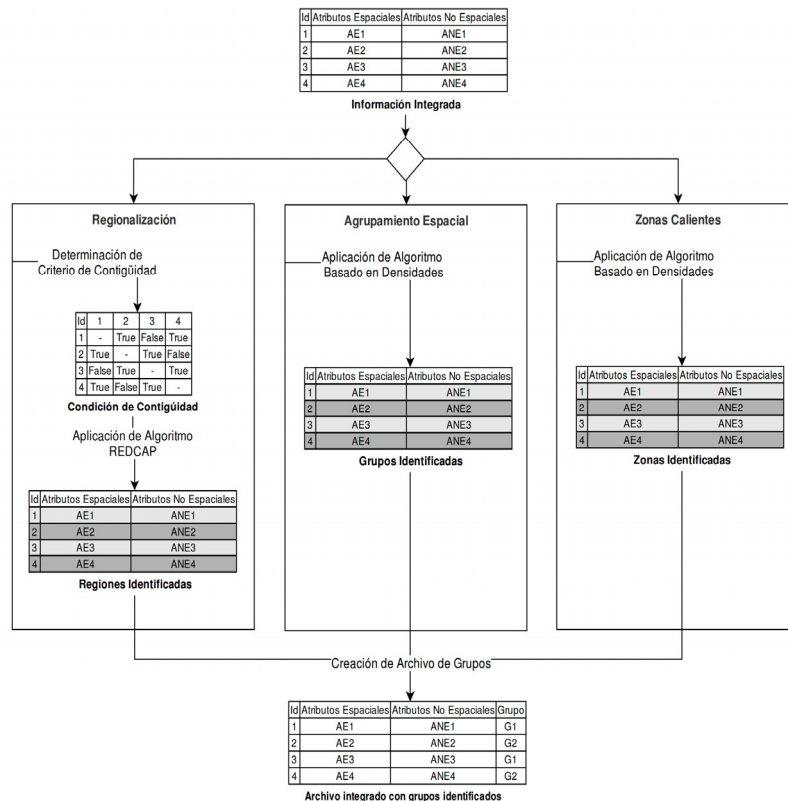 Id Atributos Espaciales Atributos No Espaciales
1 AE1 ANE1
2 AE2 ANE2
3 AE3 ANE3
4 AE4 ANE4
Información Integrada
Regionalización
Determinación de
Criterio de Contigüidad
Id 1 2 3 4
1 - True False True
2 True - True False
3 False True - True
4 True False True -
Condición de Contigúidad
Aplicación de Algoritmo
REDCAP
Id Atributos Espaciales Atributos No Espaciales
1 AE1 ANE1
2 AE2 ANE2
3 AE3 ANE3
4 AE4 ANE4
Regiones Identificadas
Agrupamiento Espacial
Aplicación de Algoritmo
Basado en Densidades
Id Atributos Espaciales Atributos No Espaciales
1 AE1 ANE1
2 AE2 ANE2
3 AE3 ANE3
4 AE4 ANE4
Grupos Identificadas
Zonas Calientes
Aplicación de Algoritmo
Basado en Densidades
Id Atributos Espaciales Atributos No Espaciales
1 AE1 ANE1
2 AE2 ANE2
3 AE3 ANE3
4 AE4 ANE4
Zonas Identificadas
Creación de Archivo de Grupos
Id Atributos Espaciales Atributos No Espaciales Grupo
1 AE1 ANE1 G1
2 AE2 ANE2 G2
3 AE3 ANE3 G1
4 AE4 ANE4 G2
Archivo integrado con grupos identificados